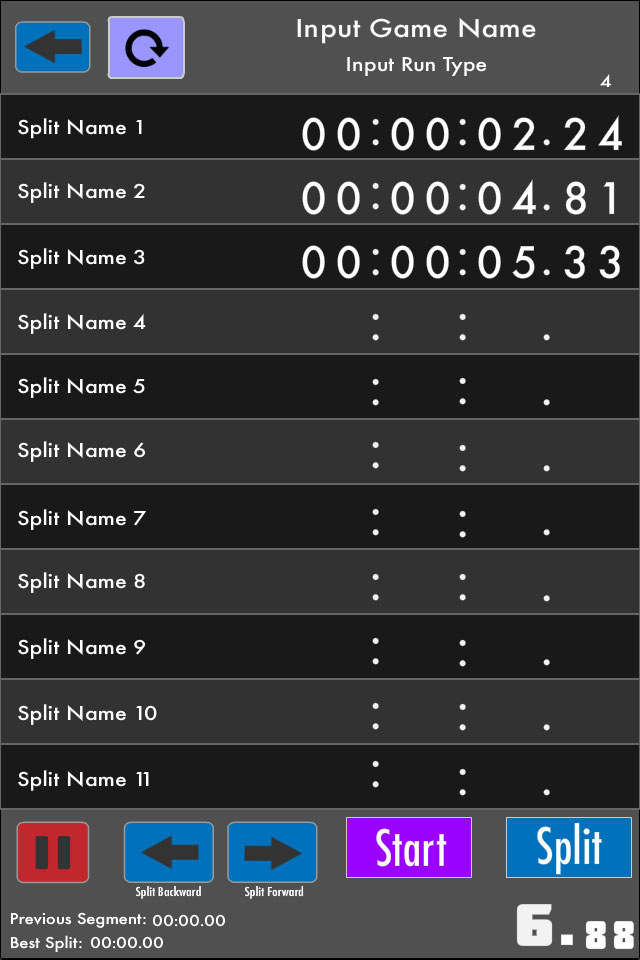 Input Game Name
Input Run Type
4
Split Name 1 00:00:02.24
Split Name 2 00:00:04.81
Split Name 3 00:00:05.33
Split Name 4 : : .
Split Name 5 : : .
Split Name 6 : : .
Split Name 7 : : .
Split Name 8 : : .
Split Name 9 : : .
Split Name 10 : : .
Split Name 11 : : .
Start Split
Split Backward Split Forward
Previous Segment: 00:00.00
Best Split: 00:00.00
6.88